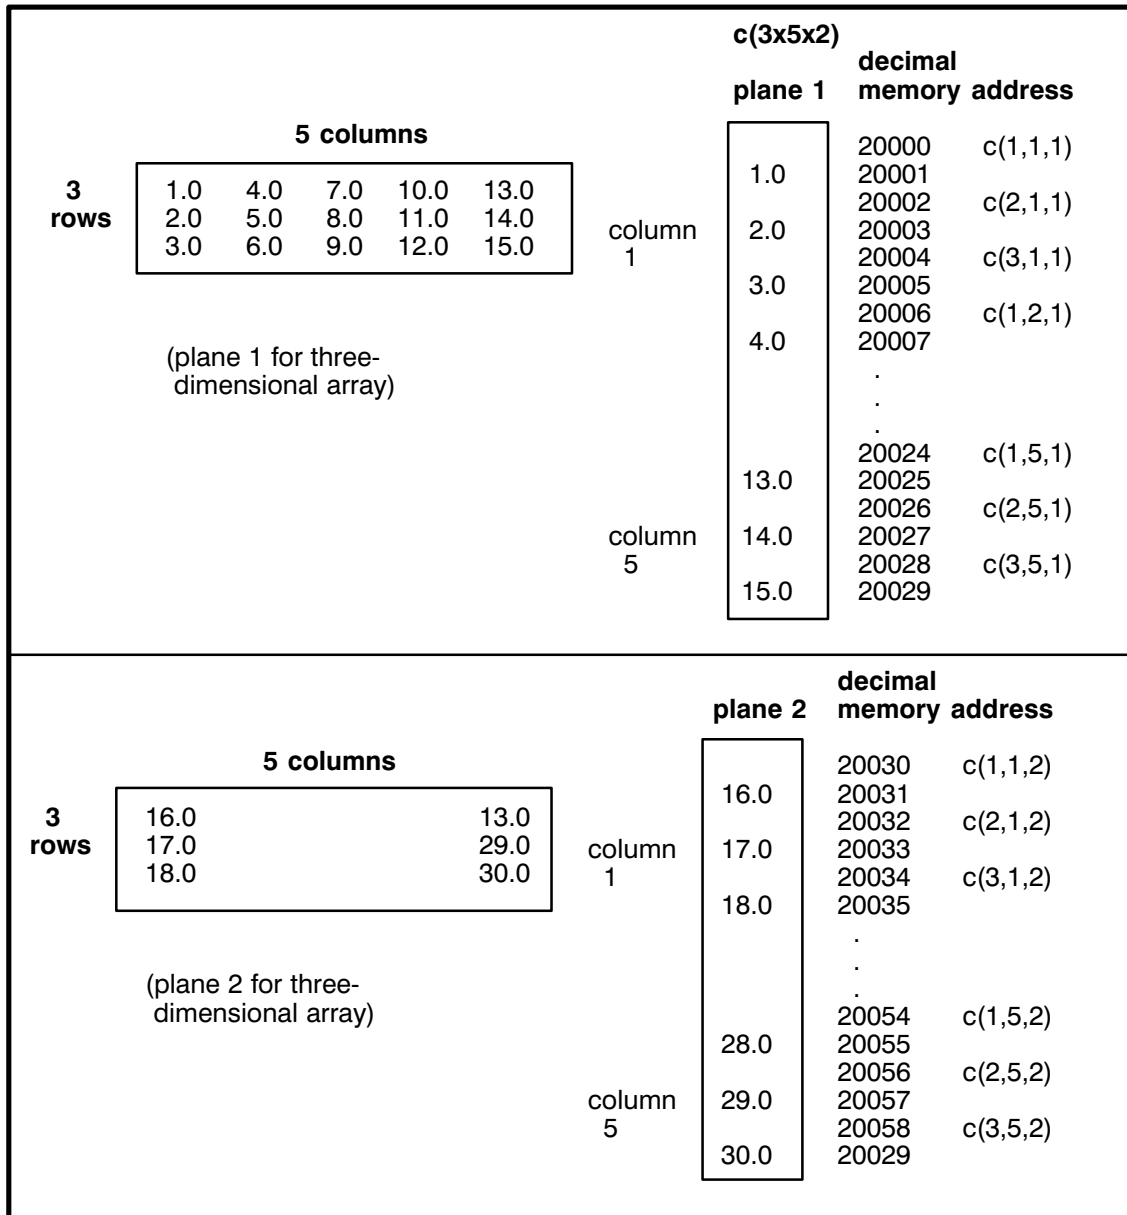 c(3x5x2)
decimal
plane 1 memory address
5 columns
3
rows
1.0 4.0 7.0 10.0 13.0
2.0 5.0 8.0 11.0 14.0
3.0 6.0 9.0 12.0 15.0
(plane 1 for three-
dimensional array)
column
1
20000 c(1,1,1)
1.0 20001
20002 c(2,1,1)
2.0 20003
20004 c(3,1,1)
3.0 20005
20006 c(1,2,1)
4.0 20007
.
.
.
20024 c(1,5,1)
13.0 20025
20026 c(2,5,1)
column
5
14.0 20027
20028 c(3,5,1)
15.0 20029
decimal
plane 2 memory address
5 columns
3
rows
16.0 13.0
17.0 29.0
18.0 30.0
(plane 2 for three-
dimensional array)
column
1
20030 c(1,1,2)
16.0 20031
20032 c(2,1,2)
17.0 20033
20034 c(3,1,2)
18.0 20035
.
.
.
20054 c(1,5,2)
28.0 20055
20056 c(2,5,2)
column
5
29.0 20057
20058 c(3,5,2)
30.0 20029